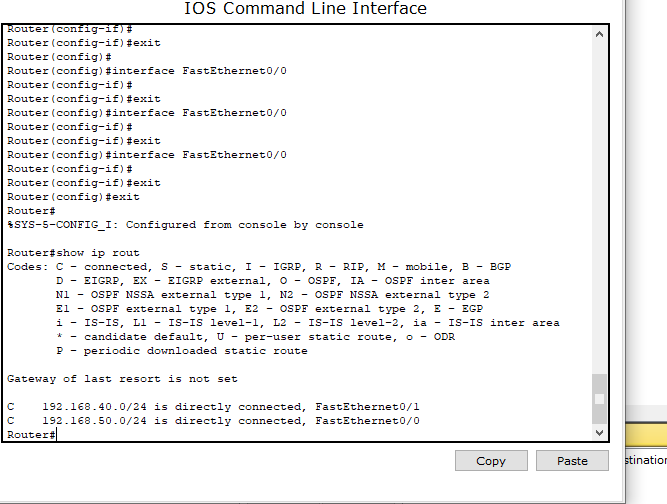 IOS Command Line Interface
Router(config-if)#
Router(config-if)#exit
Router(config)#
Router(config)#interface FastEthernet0/0
Router(config-if)#
Router(config-if)#exit
Router(config)#interface FastEthernet0/0
Router(config-if)#
Router(config-if)#exit
Router(config)#interface FastEthernet0/0
Router(config-if)#
Router(config-if)#exit
Router(config)#exit
Router#
%SYS-5-CONFIG_I: Configured from console by console
Router#show ip rout
Codes: C - connected, S - static, I - IGRP, R - RIP, M - mobile, B - BGP
D - EIGRP, EX - EIGRP external, O - OSPF, IA - OSPF inter area
N1 - OSPF NSSA external type 1, N2 - OSPF NSSA external type 2
E1 - OSPF external type 1, E2 - OSPF external type 2, E - EGP
i - IS-IS, L1 - IS-IS level-1, L2 - IS-IS level-2, ia - IS-IS inter area
* - candidate default, U - per-user static route, o - ODR
P - periodic downloaded static route
Gateway of last resort is not set
C 192.168.40.0/24 is directly connected, FastEthernet0/1
C 192.168.50.0/24 is directly connected, FastEthernet0/0
Router#
Copy Paste
stination